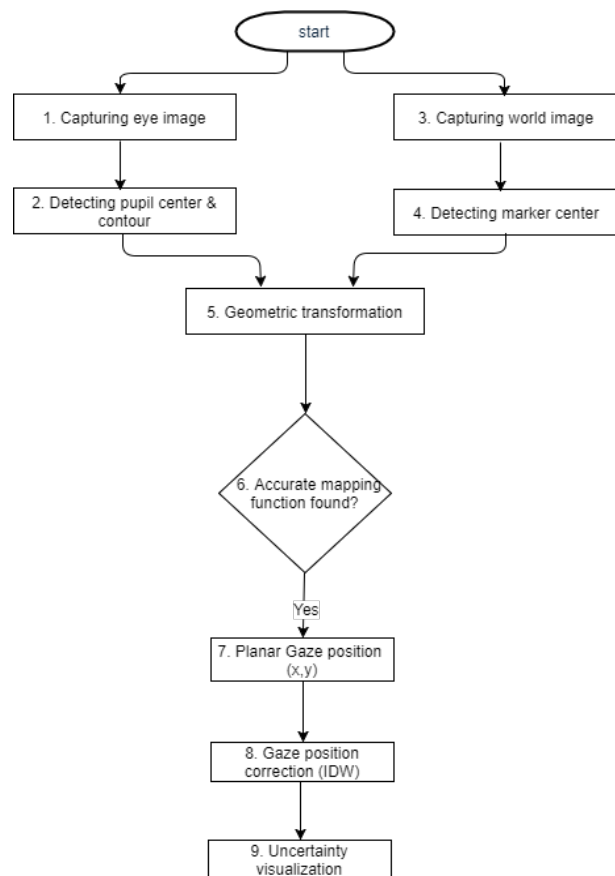 start
1. Capturing eye image
3. Capturing world image
2. Detecting pupil center &
contour
4. Detecting marker center
5. Geometric transformation
6. Accurate mapping
function found?
Yes
7. Planar Gaze position
(x,y)
8. Gaze position
correction (IDW)
9. Uncertainty
visualization